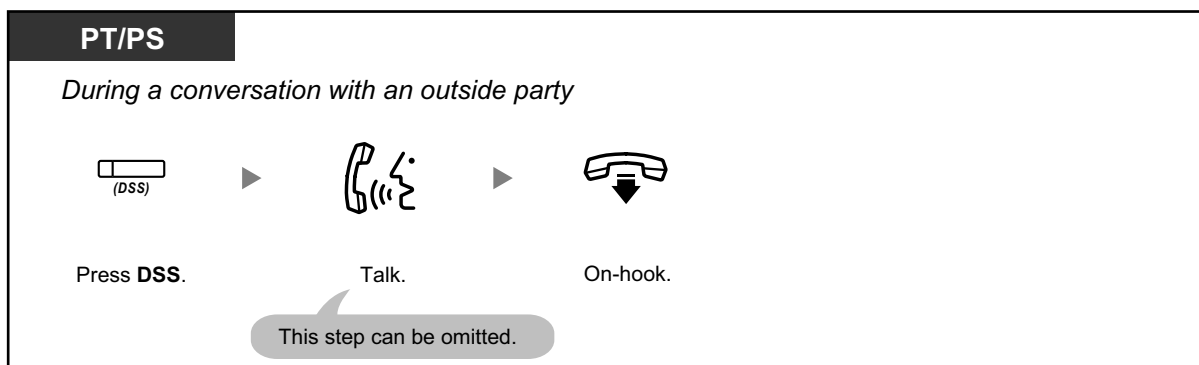 PT/PS
During a conversation with an outside party
(DSS)
Press DSS.
Talk.
On-hook.
This step can be omitted.